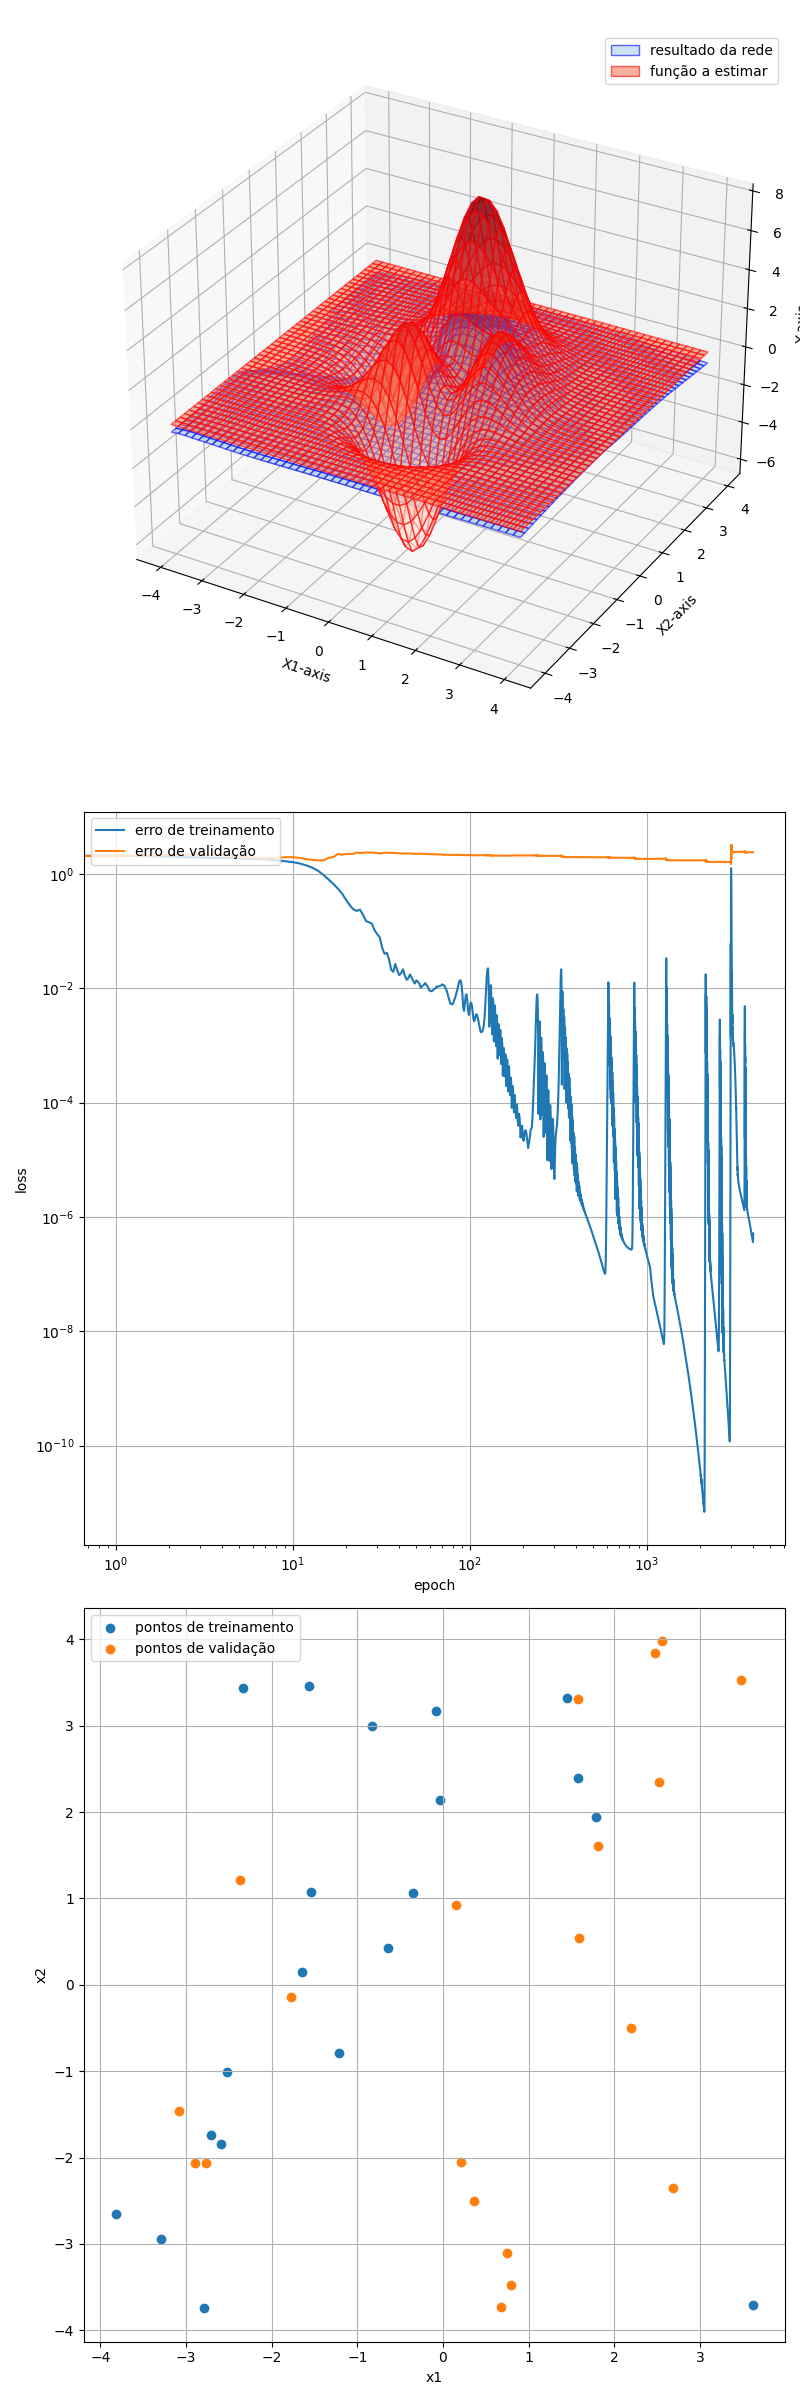 resultado da rede
função a estimar
8
6
4
2
0
−2
−4
−6
4
3
2
1
0
−1
−2
−3
−4
X2-axis
−4
−3
−2
−1
0
1
2
3
4
X1-axis
erro de treinamento
erro de validação
10^0
10^−2
10^−4
10^−6
10^−8
10^−10
loss
10^0 10^1 10^2 10^3
epoch
pontos de treinamento
pontos de validação
4
3
2
1
0
−1
−2
−3
−4
x2
−4 −3 −2 −1 0 1 2 3
x1